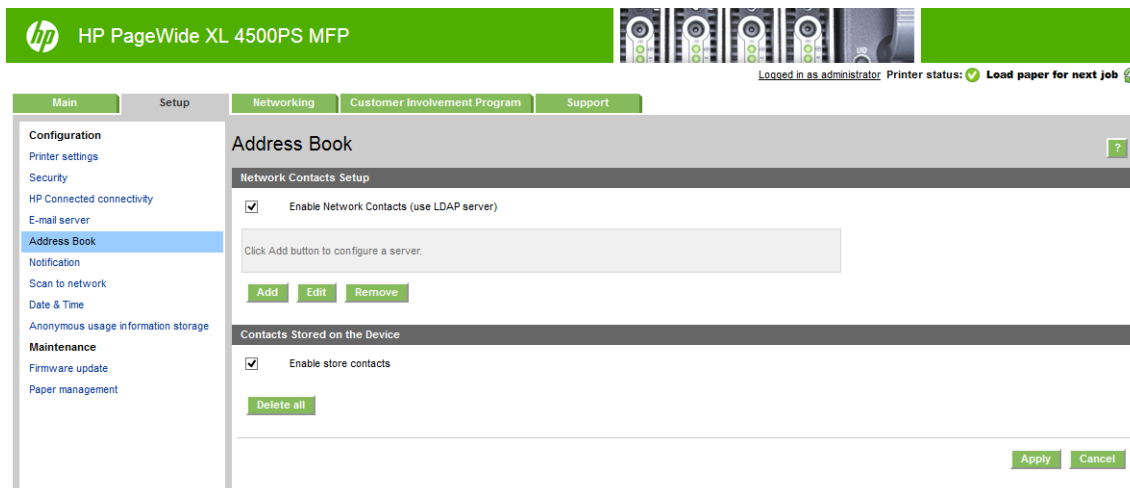 hp
HP PageWide XL 4500PS MFP
UID
Logged in as administrator Printer status: Load paper for next job
Main Setup Networking Customer Involvement Program Support
Configuration
Printer settings
Security
HP Connected connectivity
E-mail server
Address Book
Notification
Scan to network
Date & Time
Anonymous usage information storage
Maintenance
Firmware update
Paper management
Address Book
?
Network Contacts Setup
Enable Network Contacts (use LDAP server)
Click Add button to configure a server.
Add Edit Remove
Contacts Stored on the Device
Enable store contacts
Delete all
Apply Cancel